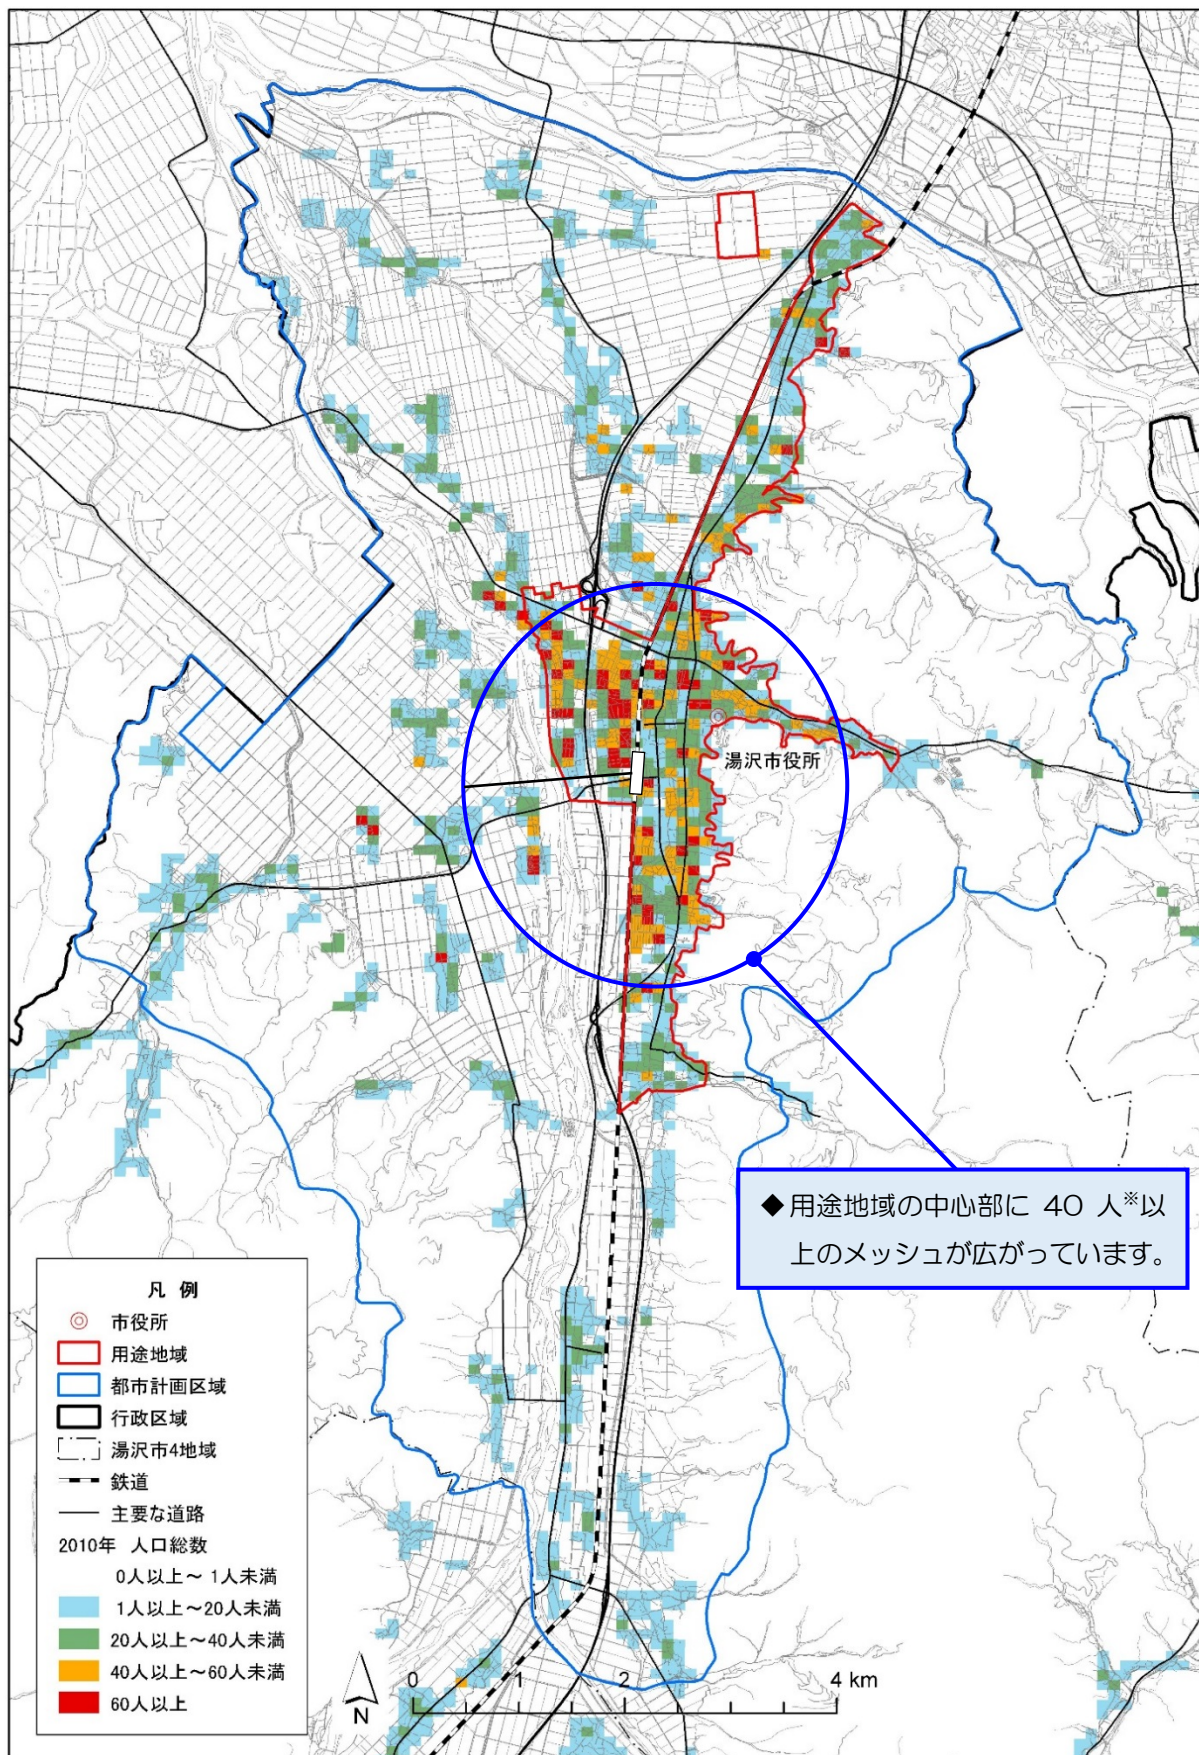 湯沢市役所
◆用途地域の中心部に 40 人※以
上のメッシュが広がっています。
凡 例
市役所
用途地域
都市計画区域
行政区域
湯沢市4地域
鉄道
主要な道路
2010年 人口総数
0人以上～ 1人未満
1人以上～20人未満
20人以上～40人未満
40人以上～60人未満
60人以上
N
0 1 2 4 km